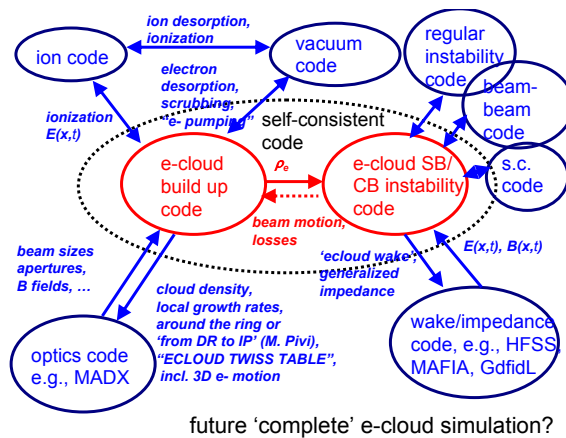 ion desorption,
ionization
ion code
vacuum
code
regular
instability
code
beam-
beam
code
s.c.
code
electron
desorption,
scrubbing,
“e- pumping”
ionization
E(x,t)
self-consistent
code
e-cloud
build up
code
ρe
e-cloud SB/
CB instability
code
beam motion,
losses
beam sizes
apertures,
B fields, …
cloud density,
local growth rates,
around the ring or
‘from DR to IP’ (M. Pivi),
“ECLOUD TWISS TABLE”,
incl. 3D e- motion
‘ecloud wake’,
generalized
impedance
E(x,t), B(x,t)
optics code
e.g., MADX
wake/impedance
code, e.g., HFSS,
MAFIA, GdfidL
future ‘complete’ e-cloud simulation?